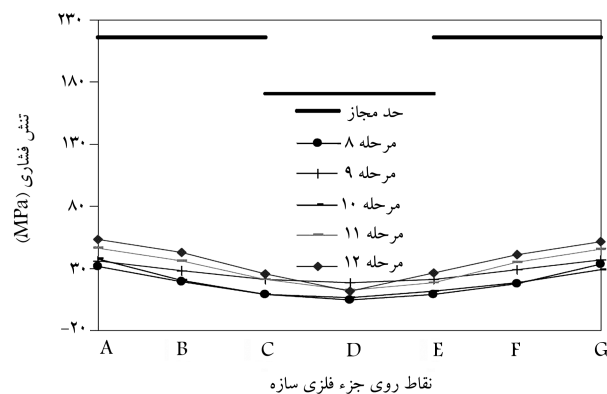 ۲۳۰
۱۸۰
۱۳۰
۸۰
۳۰
-۲۰
تنش فشاری (MPa)
حد مجاز
مرحله ۸
مرحله ۹
مرحله ۱۰
مرحله ۱۱
مرحله ۱۲
A B C D E F G
نقاط روی جزء فلزی سازه